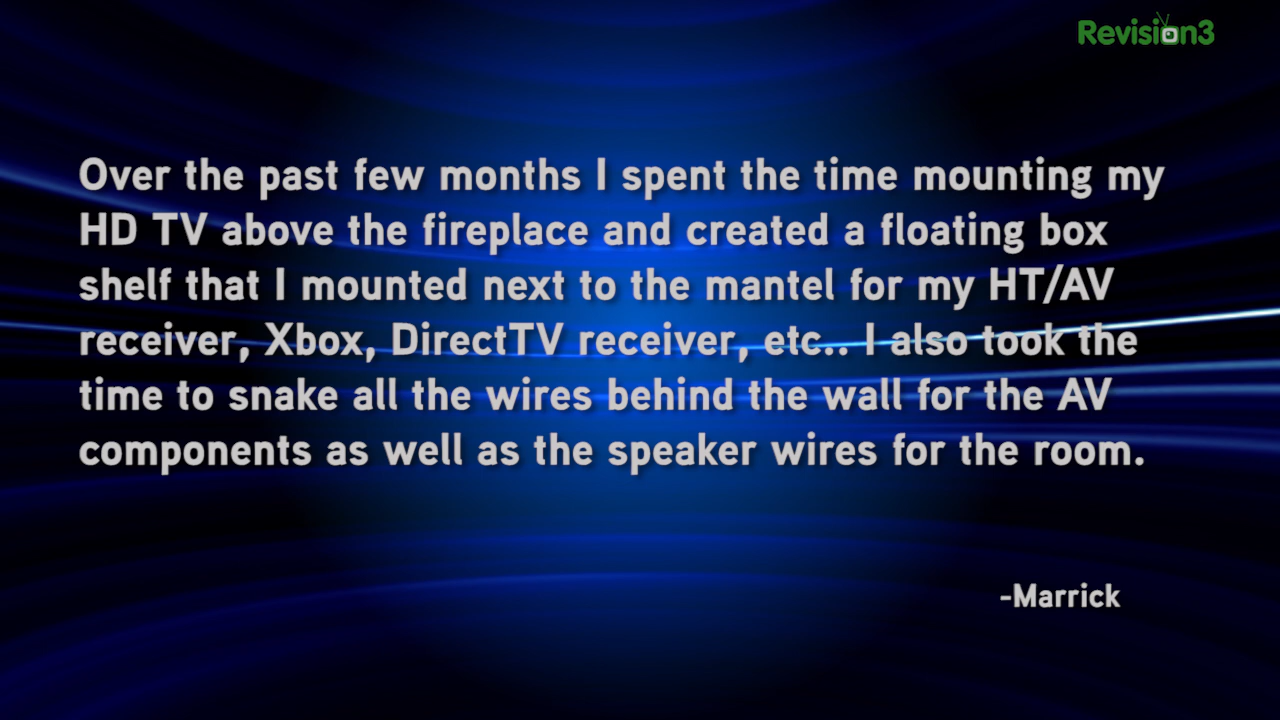 Revision3
Over the past few months I spent the time mounting my
HD TV above the fireplace and created a floating box
shelf that I mounted next to the mantel for my HT/AV
receiver, Xbox, DirectTV receiver, etc.. I also took the
time to snake all the wires behind the wall for the AV
components as well as the speaker wires for the room.
-Marrick